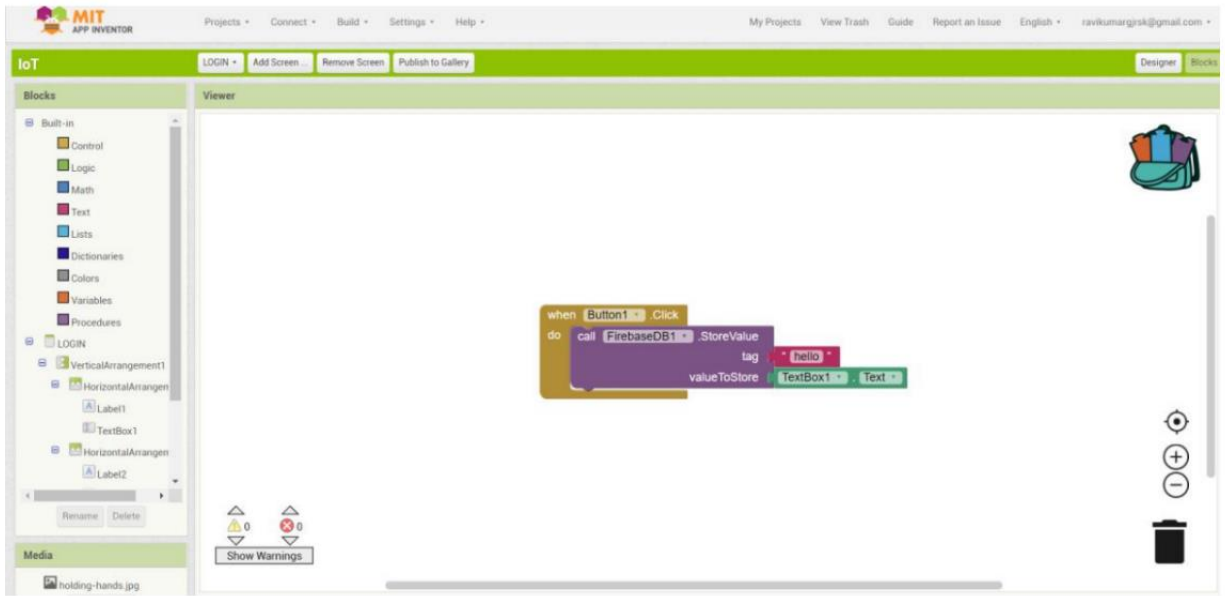 MIT
APP INVENTOR
Projects Connect Build Settings Help My Projects View Trash Guide Report an Issue English ravikumargjrsk@gmail.com
IoT LOGIN Add Screen ... Remove Screen Publish to Gallery Designer Blocks
Blocks Viewer
Built-in
Control
Logic
Math
Text
Lists
Dictionaries
Colors
Variables
Procedures
LOGIN
VerticalArrangement1
HorizontalArrangen
Label1
TextBox1
HorizontalArrangen
Label2
Rename Delete
Media
holding-hands.jpg
when Button1 .Click
do call FirebaseDB1 .StoreValue
tag " hello "
valueToStore TextBox1 . Text
0 0
Show Warnings